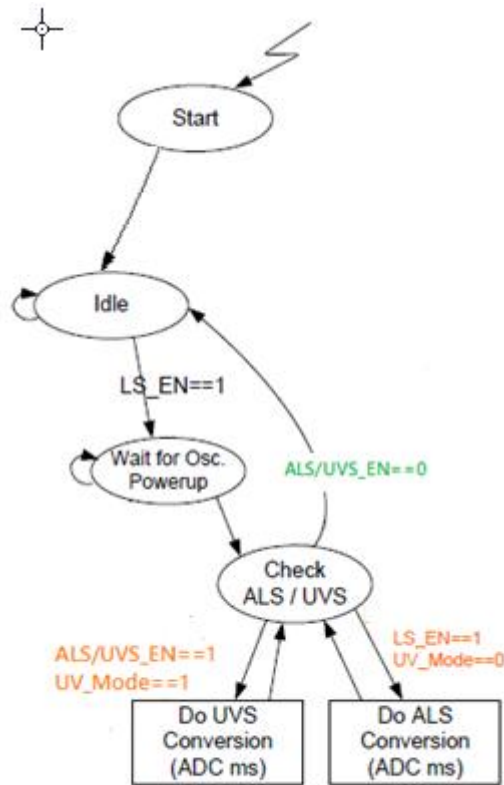 Start
Idle
LS_EN==1
Wait for Osc.
Powerup
ALS/UVS_EN==0
Check
ALS / UVS
ALS/UVS_EN==1
UV_Mode==1
LS_EN==1
UV_Mode==0
Do UVS
Conversion
(ADC ms)
Do ALS
Conversion
(ADC ms)